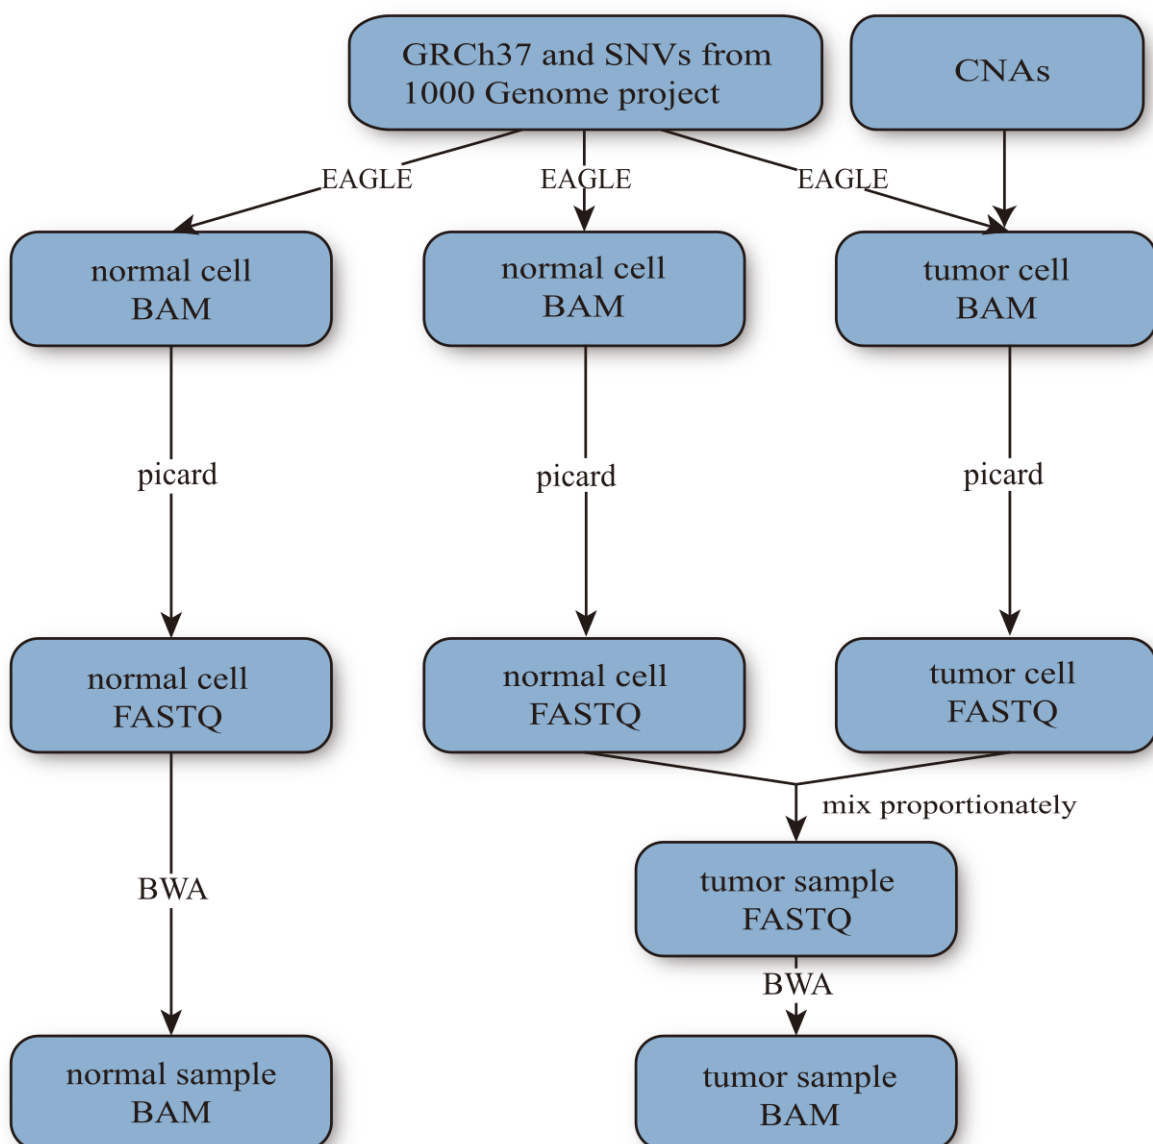 GRCh37 and SNVs from
1000 Genome project
CNAs
EAGLE
EAGLE
EAGLE
normal cell
BAM
normal cell
BAM
tumor cell
BAM
picard
picard
picard
normal cell
FASTQ
normal cell
FASTQ
tumor cell
FASTQ
mix proportionately
BWA
tumor sample
FASTQ
BWA
normal sample
BAM
tumor sample
BAM